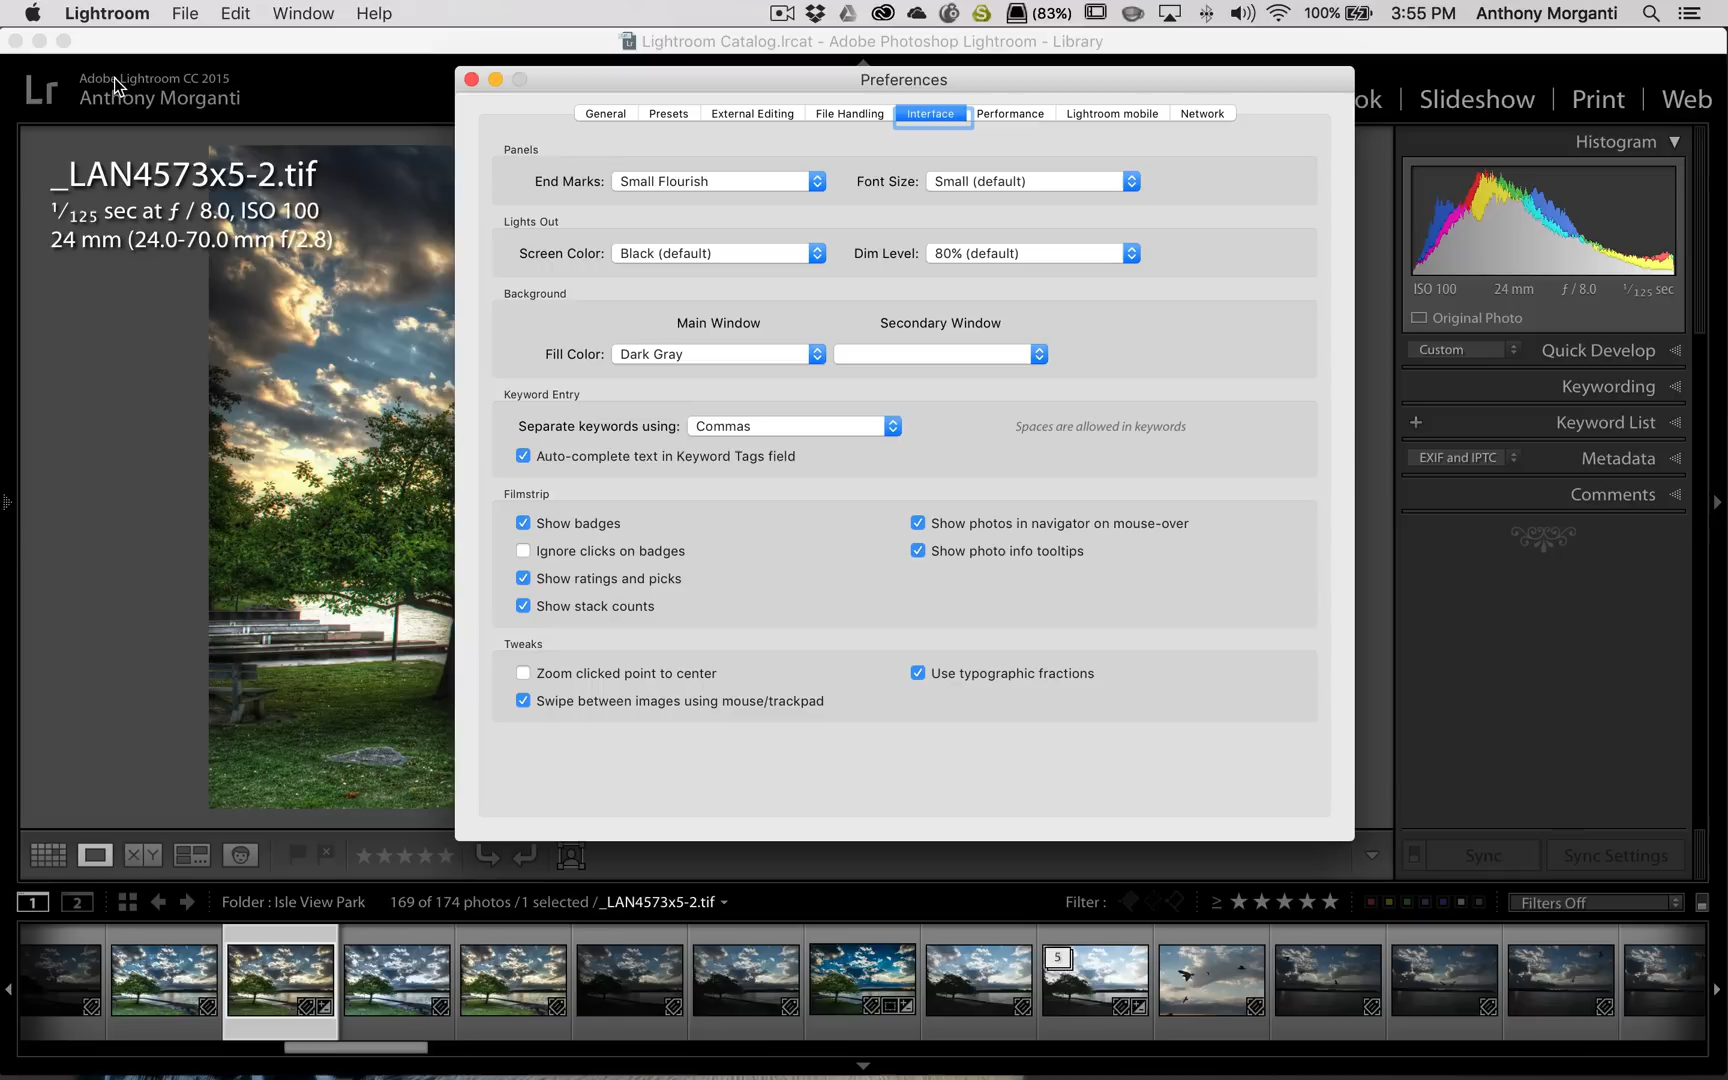 Lightroom File Edit Window Help (83%) 100% 3:55 PM Anthony Morganti
Lightroom Catalog.lrcat - Adobe Photoshop Lightroom - Library
Lr Adobe Lightroom CC 2015
Anthony Morganti
ok | Slideshow | Print | Web
Preferences
General Presets External Editing File Handling Interface Performance Lightroom mobile Network
_LAN4573x5-2.tif
1/125 sec at ƒ / 8.0, ISO 100
24 mm (24.0-70.0 mm f/2.8)
Panels
End Marks: Small Flourish Font Size: Small (default)
Lights Out
Screen Color: Black (default) Dim Level: 80% (default)
Background
Main Window Secondary Window
Fill Color: Dark Gray
Keyword Entry
Separate keywords using: Commas Spaces are allowed in keywords
Auto-complete text in Keyword Tags field
Filmstrip
Show badges Show photos in navigator on mouse-over
Ignore clicks on badges Show photo info tooltips
Show ratings and picks
Show stack counts
Tweaks
Zoom clicked point to center Use typographic fractions
Swipe between images using mouse/trackpad
Histogram
ISO 100 24 mm ƒ / 8.0 1/125 sec
Original Photo
Custom Quick Develop
Keywording
+ Keyword List
EXIF and IPTC Metadata
Comments
X Y
Sync Sync Settings
1 2 Folder : Isle View Park 169 of 174 photos /1 selected /_LAN4573x5-2.tif Filter : ≥ ★★★★★ Filters Off
5